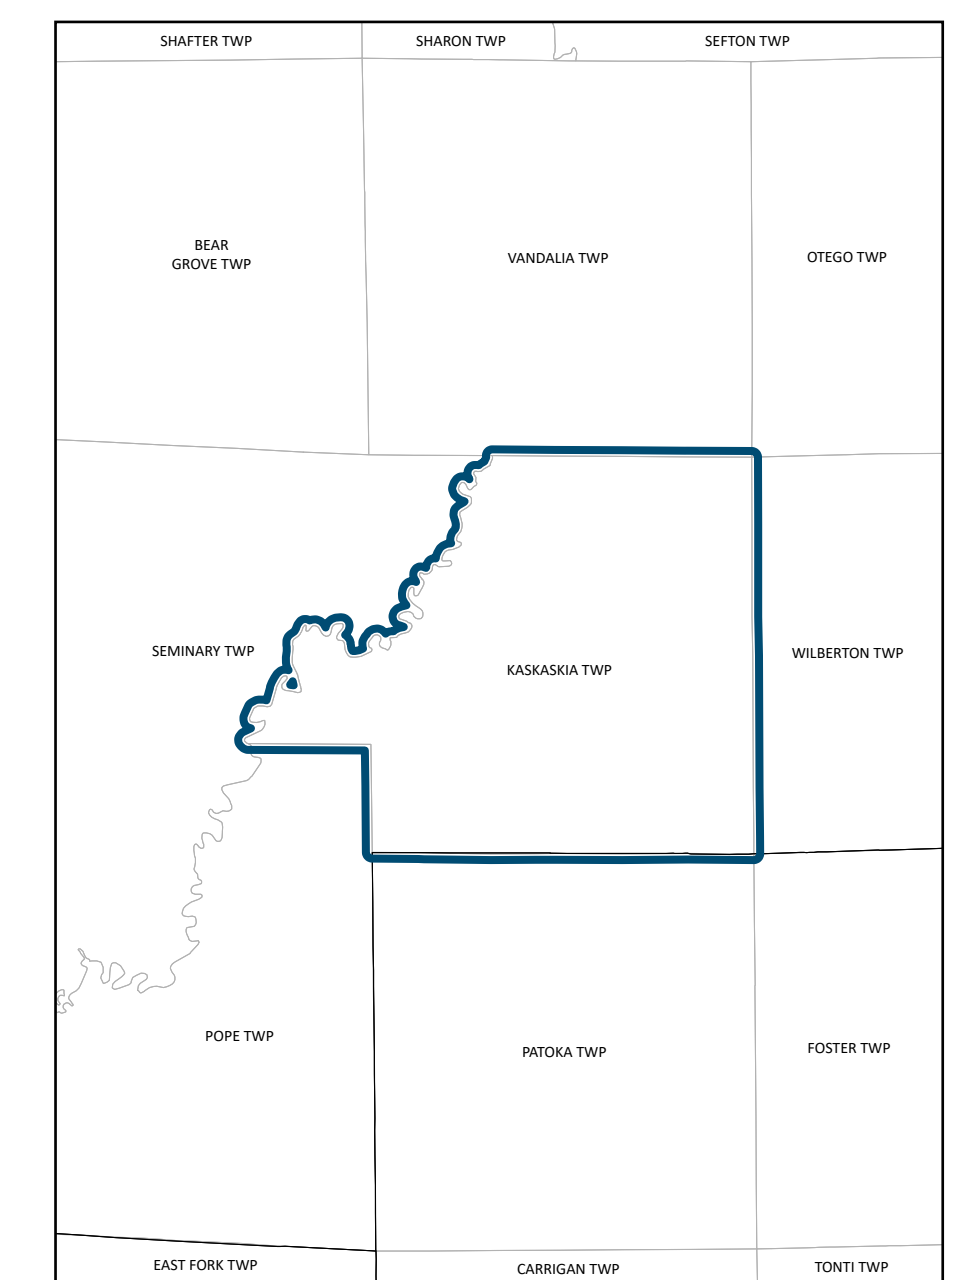 SHAFTER TWP
SHARON TWP
SEFTON TWP
BEAR
GROVE TWP
VANDALIA TWP
OTEGO TWP
SEMINARY TWP
KASKASKIA TWP
WILBERTON TWP
POPE TWP
PATOKA TWP
FOSTER TWP
EAST FORK TWP
CARRIGAN TWP
TONTI TWP